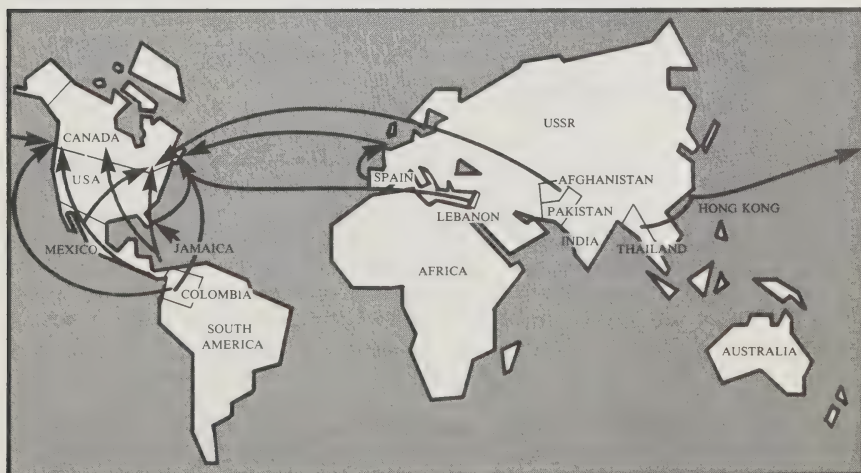 CANADA
USA
MEXICO
JAMAICA
COLOMBIA
SOUTH
AMERICA
SPAIN
LEBANON
AFRICA
USSR
AFGHANISTAN
PAKISTAN
INDIA
THAILAND
HONG KONG
AUSTRALIA